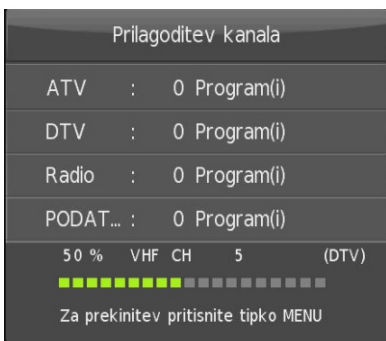 Prilagoditev kanala
ATV : 0 Program(i)
DTV : 0 Program(i)
Radio : 0 Program(i)
PODAT... : 0 Program(i)
50 % VHF CH 5 (DTV)
Za prekinitev pritisnite tipko MENU